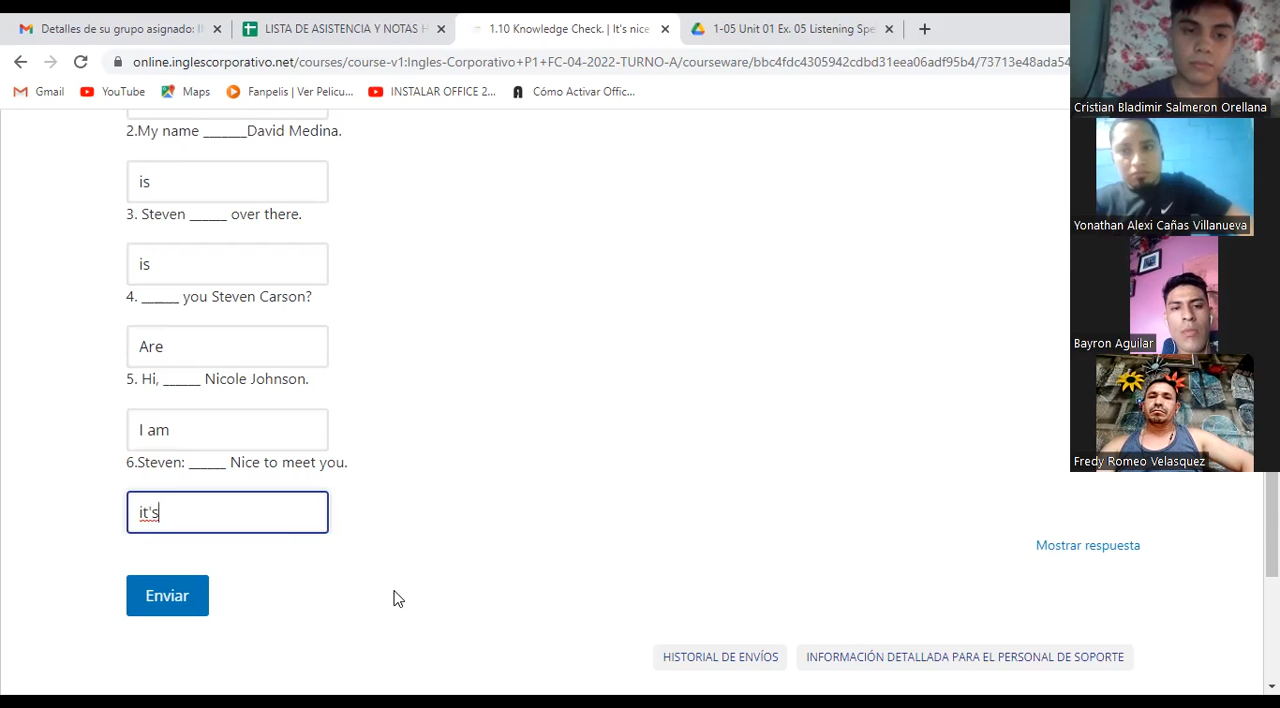 Detalles de su grupo asignado: I
LISTA DE ASISTENCIA Y NOTAS
1.10 Knowledge Check. | It's nice
1-05 Unit 01 Ex. 05 Listening Spe
online.inglescorporativo.net/courses/course-v1:Ingles-Corporativo+P1+FC-04-2022-TURNO-A/courseware/bbc4fdc4305942cdbd31eea06adf95b4/73713e48ada54
Gmail
YouTube
Maps
Fanpelis | Ver Pelicu...
INSTALAR OFFICE 2...
Cómo Activar Offic...
2.My name _______David Medina.
is
3. Steven ______ over there.
is
4. ______ you Steven Carson?
Are
5. Hi, ______ Nicole Johnson.
I am
6.Steven: ______ Nice to meet you.
it's
Mostrar respuesta
Enviar
HISTORIAL DE ENVÍOS
INFORMACIÓN DETALLADA PARA EL PERSONAL DE SOPORTE
Cristian Bladimir Salmeron Orellana
Yonathan Alexi Cañas Villanueva
Bayron Aguilar
Fredy Romeo Velasquez